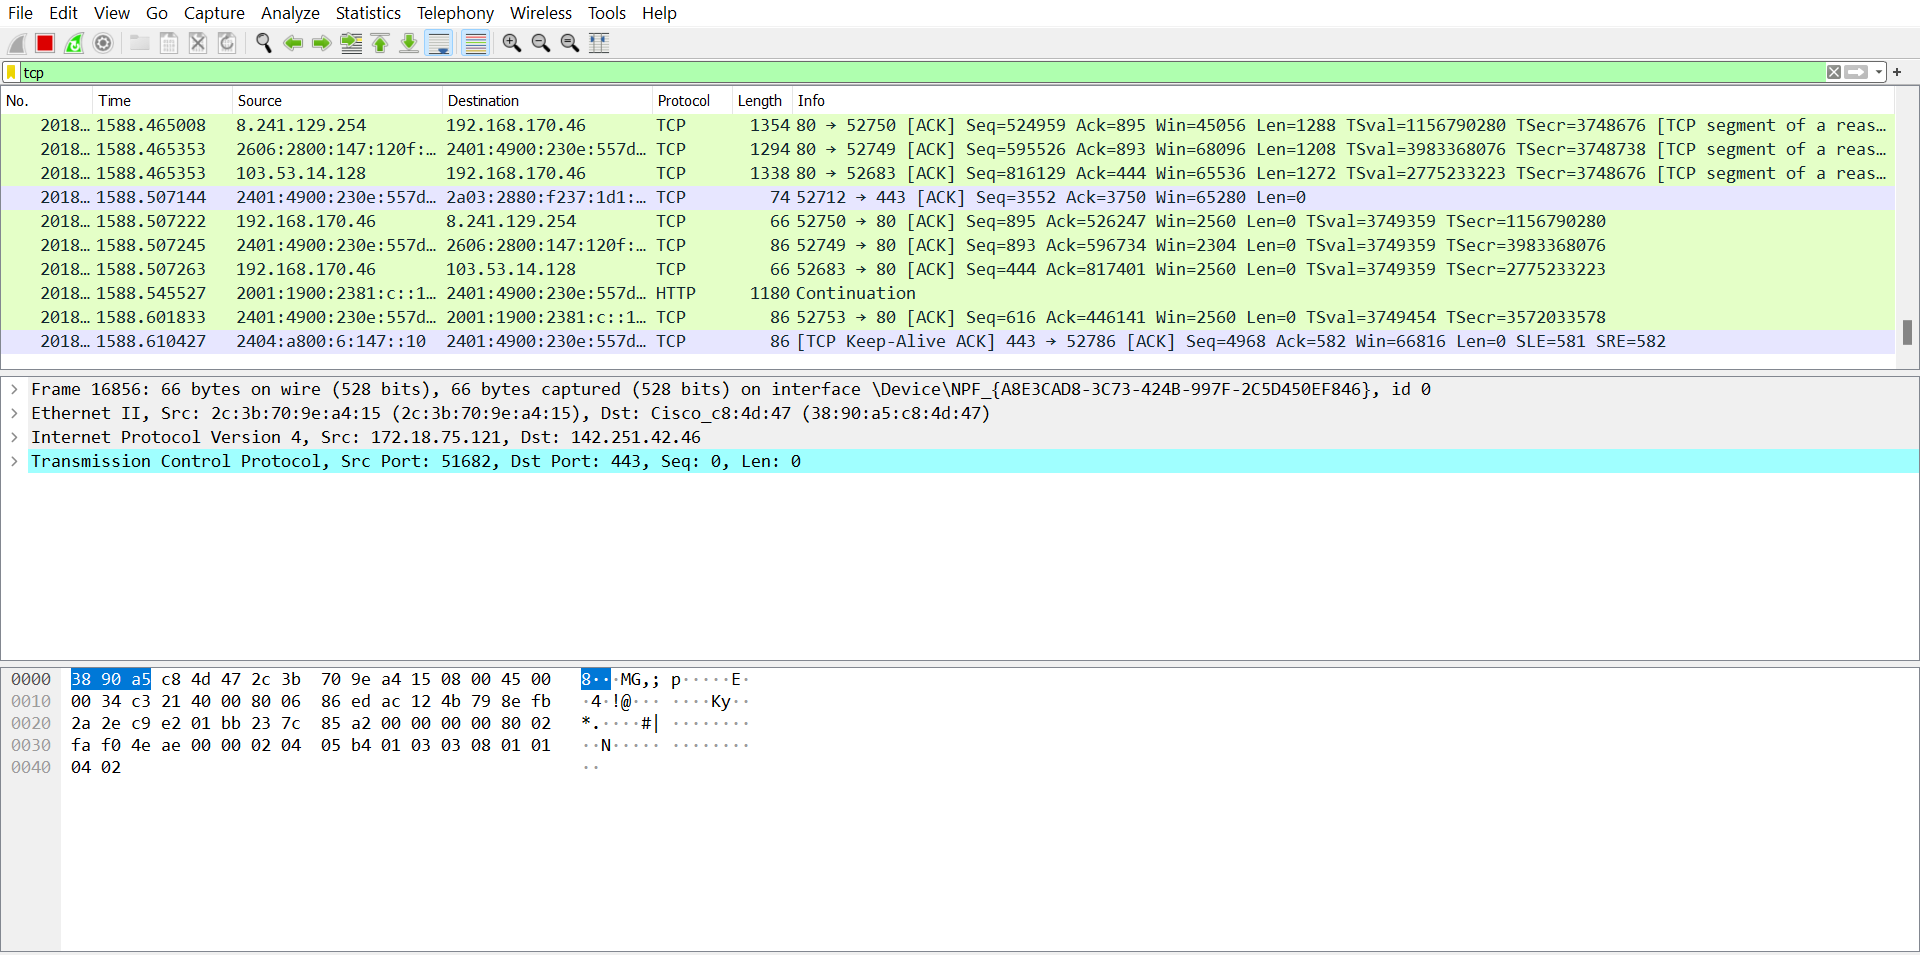 File Edit View Go Capture Analyze Statistics Telephony Wireless Tools Help
tcp
No. Time Source Destination Protocol Length Info
2018… 1588.465008 8.241.129.254 192.168.170.46 TCP 1354 80 → 52750 [ACK] Seq=524959 Ack=895 Win=45056 Len=1288 TSval=1156790280 TSecr=3748676 [TCP segment of a reas…
2018… 1588.465353 2606:2800:147:120f:… 2401:4900:230e:557d… TCP 1294 80 → 52749 [ACK] Seq=595526 Ack=893 Win=68096 Len=1208 TSval=3983368076 TSecr=3748738 [TCP segment of a reas…
2018… 1588.465353 103.53.14.128 192.168.170.46 TCP 1338 80 → 52683 [ACK] Seq=816129 Ack=444 Win=65536 Len=1272 TSval=2775233223 TSecr=3748676 [TCP segment of a reas…
2018… 1588.507144 2401:4900:230e:557d… 2a03:2880:f237:1d1:… TCP 74 52712 → 443 [ACK] Seq=3552 Ack=3750 Win=65280 Len=0
2018… 1588.507222 192.168.170.46 8.241.129.254 TCP 66 52750 → 80 [ACK] Seq=895 Ack=526247 Win=2560 Len=0 TSval=3749359 TSecr=1156790280
2018… 1588.507245 2401:4900:230e:557d… 2606:2800:147:120f:… TCP 86 52749 → 80 [ACK] Seq=893 Ack=596734 Win=2304 Len=0 TSval=3749359 TSecr=3983368076
2018… 1588.507263 192.168.170.46 103.53.14.128 TCP 66 52683 → 80 [ACK] Seq=444 Ack=817401 Win=2560 Len=0 TSval=3749359 TSecr=2775233223
2018… 1588.545527 2001:1900:2381:c::1… 2401:4900:230e:557d… HTTP 1180 Continuation
2018… 1588.601833 2401:4900:230e:557d… 2001:1900:2381:c::1… TCP 86 52753 → 80 [ACK] Seq=616 Ack=446141 Win=2560 Len=0 TSval=3749454 TSecr=3572033578
2018… 1588.610427 2404:a800:6:147::10 2401:4900:230e:557d… TCP 86 [TCP Keep-Alive ACK] 443 → 52786 [ACK] Seq=4968 Ack=582 Win=66816 Len=0 SLE=581 SRE=582
Frame 16856: 66 bytes on wire (528 bits), 66 bytes captured (528 bits) on interface \Device\NPF_{A8E3CAD8-3C73-424B-997F-2C5D450EF846}, id 0
Ethernet II, Src: 2c:3b:70:9e:a4:15 (2c:3b:70:9e:a4:15), Dst: Cisco_c8:4d:47 (38:90:a5:c8:4d:47)
Internet Protocol Version 4, Src: 172.18.75.121, Dst: 142.251.42.46
Transmission Control Protocol, Src Port: 51682, Dst Port: 443, Seq: 0, Len: 0
0000 38 90 a5 c8 4d 47 2c 3b 70 9e a4 15 08 00 45 00 8···MG,; p·····E·
0010 00 34 c3 21 40 00 80 06 86 ed ac 12 4b 79 8e fb ·4·!@··· ····Ky··
0020 2a 2e c9 e2 01 bb 23 7c 85 a2 00 00 00 00 80 02 *.····#| ········
0030 fa f0 4e ae 00 00 02 04 05 b4 01 03 03 08 01 01 ··N····· ········
0040 04 02 ··